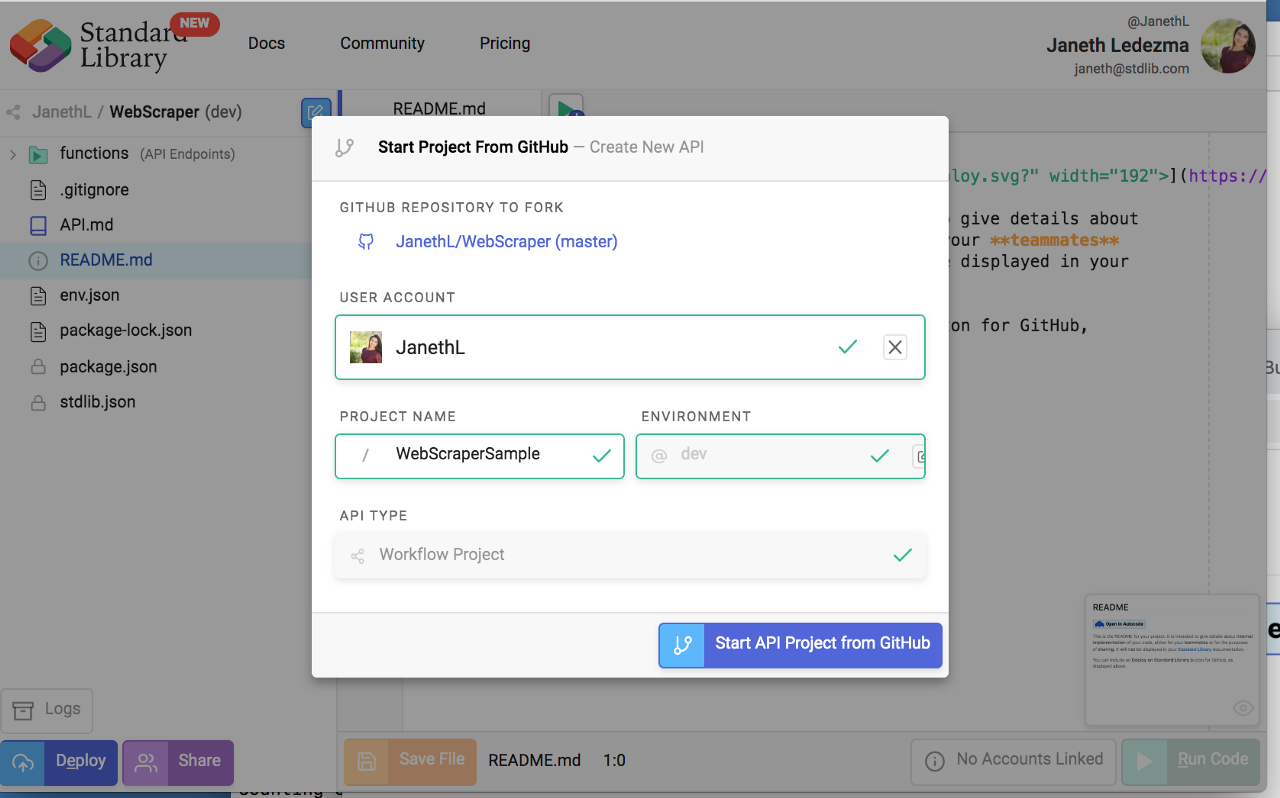 Standard
Library
NEW
Docs
Community
Pricing
@JanethL
Janeth Ledezma
janeth@stdlib.com
JanethL / WebScraper (dev)
README.md
functions (API Endpoints)
.gitignore
API.md
README.md
env.json
package-lock.json
package.json
stdlib.json
Start Project From GitHub — Create New API
GITHUB REPOSITORY TO FORK
JanethL/WebScraper (master)
USER ACCOUNT
JanethL
PROJECT NAME
/ WebScraperSample
ENVIRONMENT
@ dev
API TYPE
Workflow Project
Start API Project from GitHub
loy.svg?" width="192">](https://
give details about
our **teammates**
displayed in your
on for GitHub,
README
Open in Autocode
This is the README for your project. It is intended to give details about internal
implementation of your code, either for your teammates or for the purposes
of sharing. It will not be displayed in your Standard Library documentation.
You can include an Deploy on Standard Library button for GitHub, as
displayed above.
Logs
Deploy
Share
Save File
README.md
1:0
No Accounts Linked
Run Code